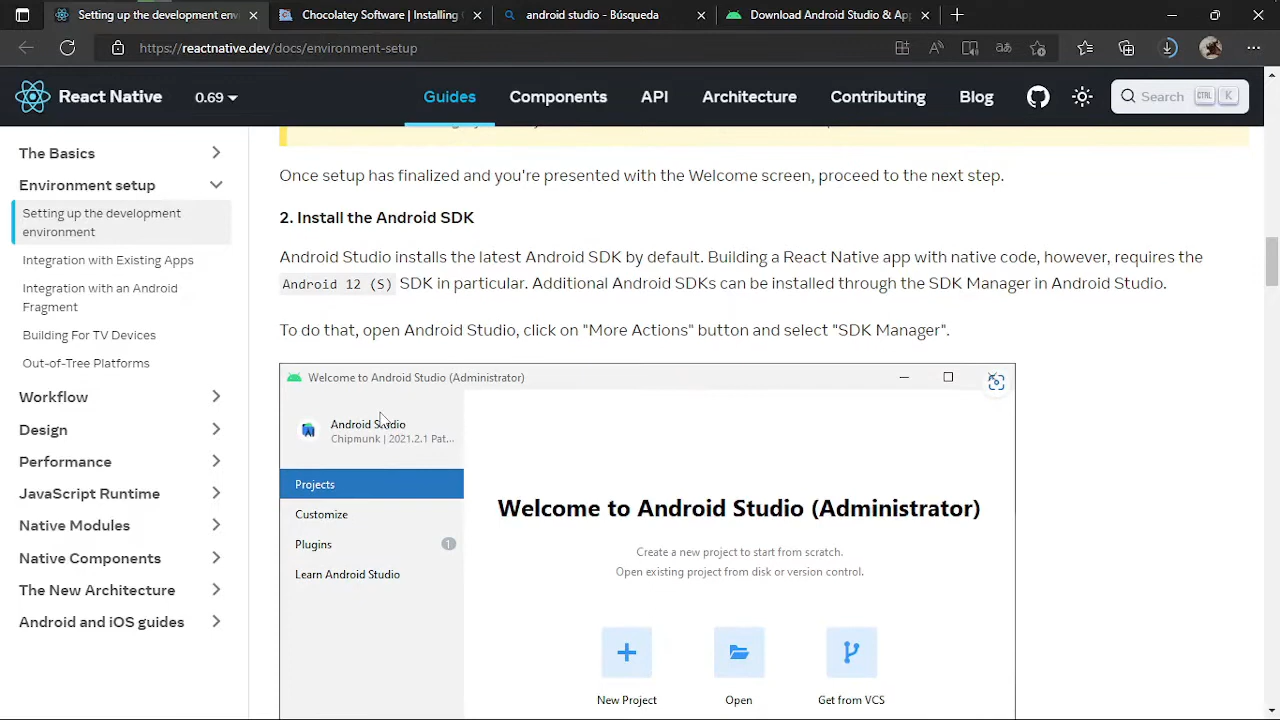 Setting up the development env
Chocolatey Software | Installing
android studio - Búsqueda
Download Android Studio & Ap
https://reactnative.dev/docs/environment-setup
React Native
0.69
Guides
Components
API
Architecture
Contributing
Blog
Search
CTRL
K
The Basics
Environment setup
Setting up the development
environment
Integration with Existing Apps
Integration with an Android
Fragment
Building For TV Devices
Out-of-Tree Platforms
Workflow
Design
Performance
JavaScript Runtime
Native Modules
Native Components
The New Architecture
Android and iOS guides
Once setup has finalized and you're presented with the Welcome screen, proceed to the next step.
2. Install the Android SDK
Android Studio installs the latest Android SDK by default. Building a React Native app with native code, however, requires the
Android 12 (S) SDK in particular. Additional Android SDKs can be installed through the SDK Manager in Android Studio.
To do that, open Android Studio, click on "More Actions" button and select "SDK Manager".
Welcome to Android Studio (Administrator)
Android Studio
Chipmunk | 2021.2.1 Pat...
Projects
Customize
Plugins
1
Learn Android Studio
Welcome to Android Studio (Administrator)
Create a new project to start from scratch.
Open existing project from disk or version control.
New Project
Open
Get from VCS